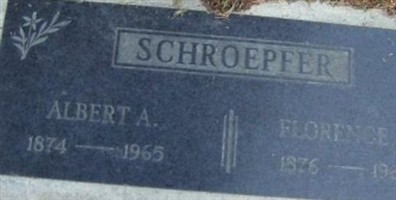 SCHROEPFER
ALBERT A.
1874 — 1965
FLORENCE
1876 —